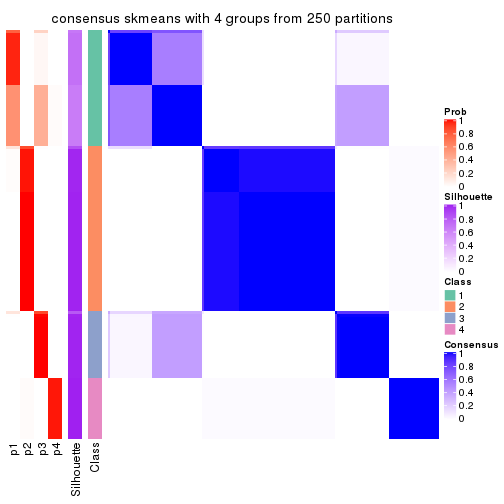 consensus skmeans with 4 groups from 250 partitions
Prob
1
0.8
0.6
0.4
0.2
0
Silhouette
1
0.8
0.6
0.4
0.2
0
Class
1
2
3
4
Consensus
1
0.8
0.6
0.4
0.2
0
p1
p2
p3
p4
Silhouette
Class